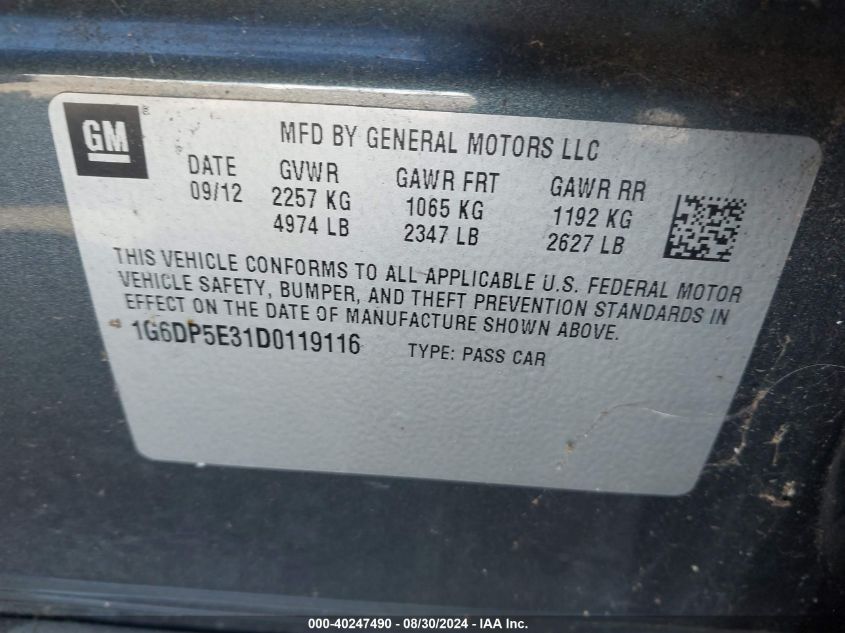 GM ®
MFD BY GENERAL MOTORS LLC
DATE GVWR GAWR FRT GAWR RR
09/12 2257 KG 1065 KG 1192 KG
4974 LB 2347 LB 2627 LB
THIS VEHICLE CONFORMS TO ALL APPLICABLE U.S. FEDERAL MOTOR
VEHICLE SAFETY, BUMPER, AND THEFT PREVENTION STANDARDS IN
EFFECT ON THE DATE OF MANUFACTURE SHOWN ABOVE.
1G6DP5E31D0119116 TYPE: PASS CAR
000-40247490 - 08/30/2024 - IAA Inc.